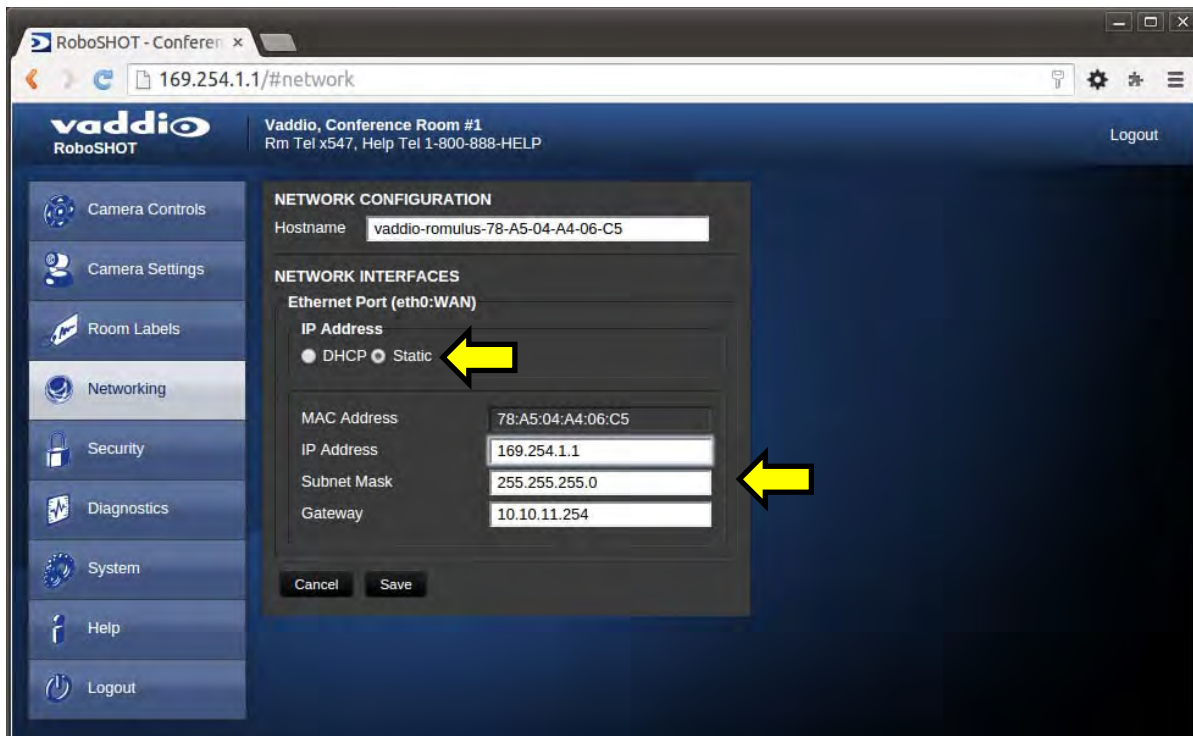 RoboSHOT - Conferen
169.254.1.1/#network
vaddio
RoboSHOT
Vaddio, Conference Room #1
Rm Tel x547, Help Tel 1-800-888-HELP
Logout
Camera Controls
Camera Settings
Room Labels
Networking
Security
Diagnostics
System
Help
Logout
NETWORK CONFIGURATION
Hostname vaddio-romulus-78-A5-04-A4-06-C5
NETWORK INTERFACES
Ethernet Port (eth0:WAN)
IP Address
DHCP Static
MAC Address 78:A5:04:A4:06:C5
IP Address 169.254.1.1
Subnet Mask 255.255.255.0
Gateway 10.10.11.254
Cancel Save